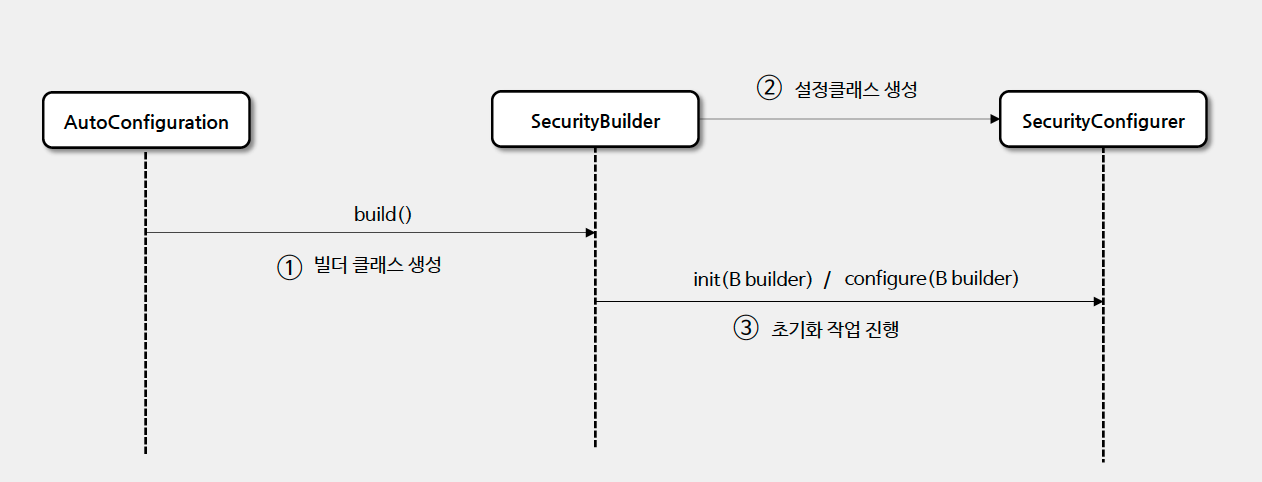 ② 설정클래스 생성
AutoConfiguration
SecurityBuilder
SecurityConfigurer
build()
① 빌더 클래스 생성
init(B builder) / configure(B builder)
③ 초기화 작업 진행